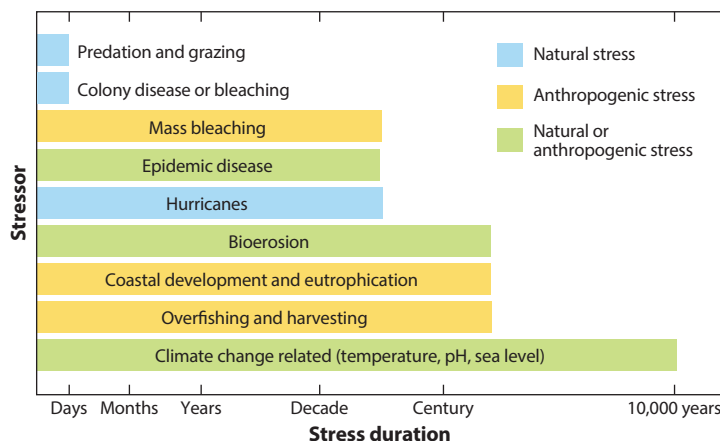 Predation and grazing
Natural stress
Colony disease or bleaching
Anthropogenic stress
Mass bleaching
Natural or
anthropogenic stress
Epidemic disease
Stressor
Hurricanes
Bioerosion
Coastal development and eutrophication
Overfishing and harvesting
Climate change related (temperature, pH, sea level)
Days Months Years Decade Century 10,000 years
Stress duration